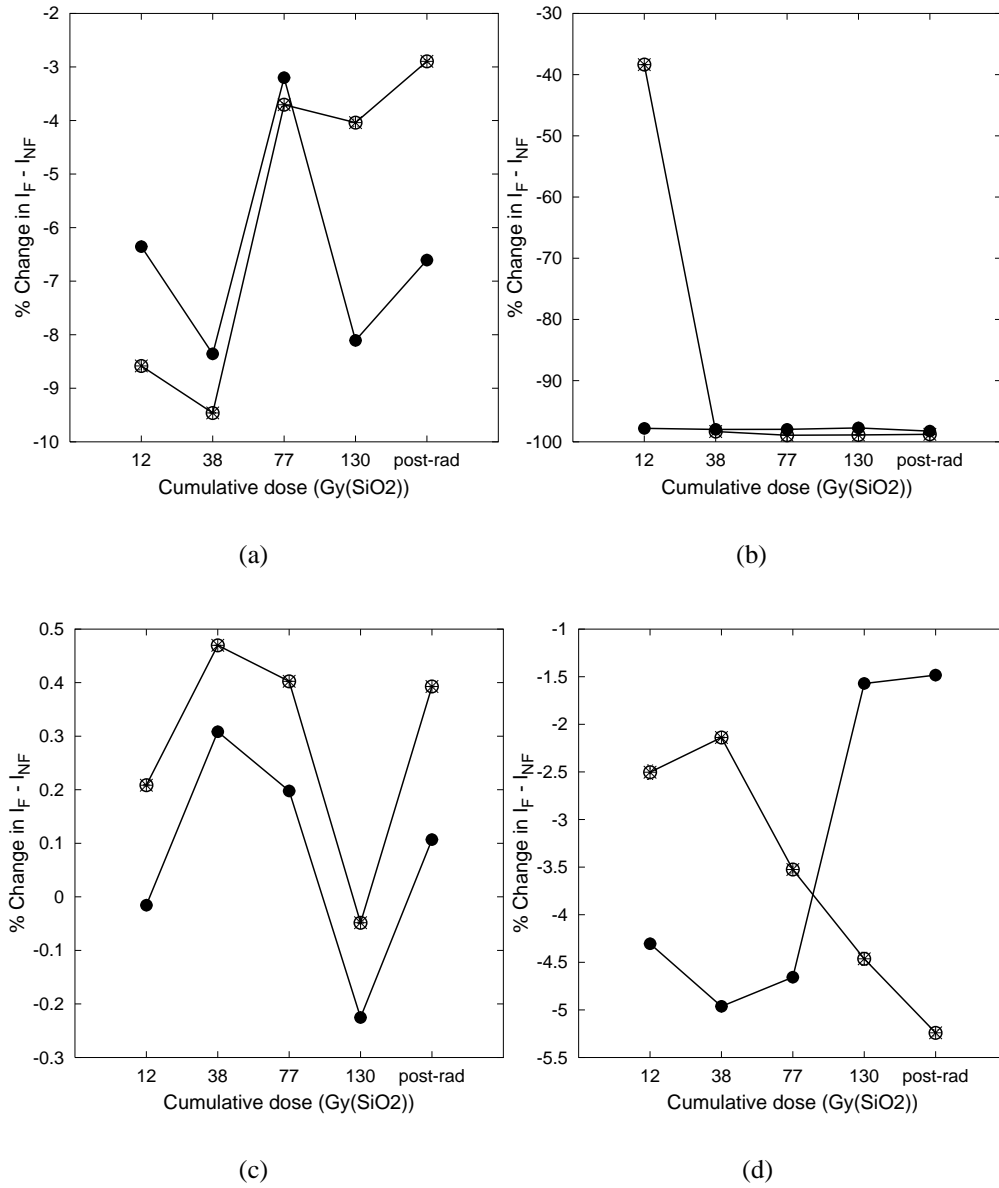 -2
-3
-4
-5
-6
-7
-8
-9
-10
% Change in I_F - I_NF
12 38 77 130 post-rad
Cumulative dose (Gy(SiO2))
(a)
-30
-40
-50
-60
-70
-80
-90
-100
% Change in I_F - I_NF
12 38 77 130 post-rad
Cumulative dose (Gy(SiO2))
(b)
0.5
0.4
0.3
0.2
0.1
0
-0.1
-0.2
-0.3
% Change in I_F - I_NF
12 38 77 130 post-rad
Cumulative dose (Gy(SiO2))
(c)
-1
-1.5
-2
-2.5
-3
-3.5
-4
-4.5
-5
-5.5
% Change in I_F - I_NF
12 38 77 130 post-rad
Cumulative dose (Gy(SiO2))
(d)